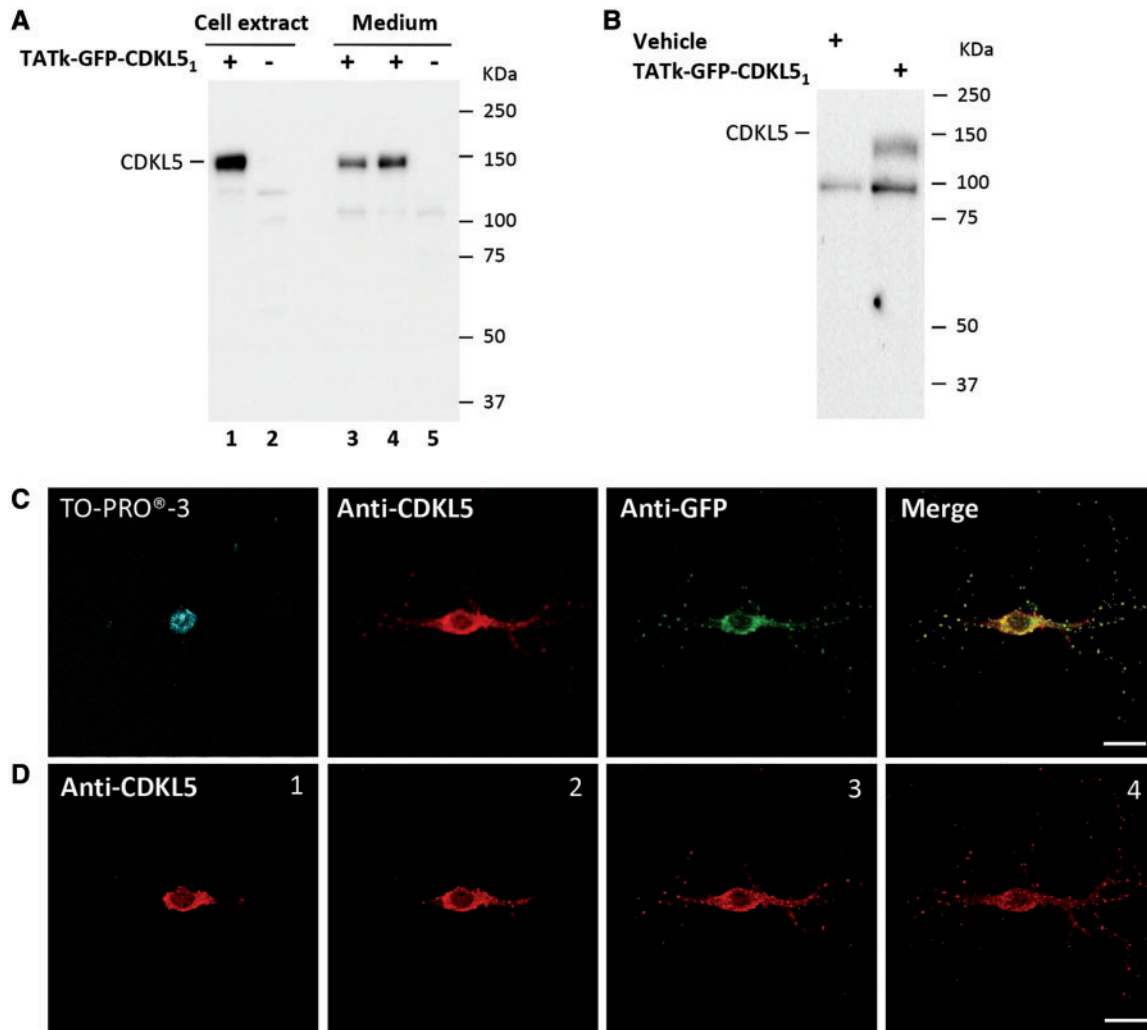 A
Cell extract Medium
TATk-GFP-CDKL5₁ + - + + -
KDa
250
CDKL5 – 150
100
75
50
37
1 2 3 4 5
B
Vehicle +
TATk-GFP-CDKL5₁ +
KDa
250
CDKL5 – 150
100
75
50
37
C
TO-PRO®-3 Anti-CDKL5 Anti-GFP Merge
D
Anti-CDKL5 1 2 3 4